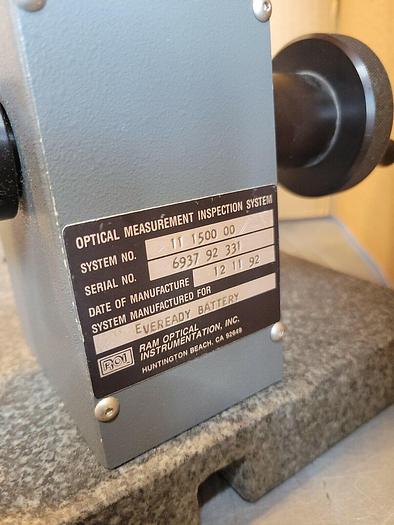 OPTICAL MEASUREMENT INSPECTION SYSTEM
SYSTEM NO. 11 1500 00
SERIAL NO. 6937 92 331
DATE OF MANUFACTURE 12 11 92
SYSTEM MANUFACTURED FOR
EVEREADY BATTERY
ROI RAM OPTICAL
INSTRUMENTATION, INC.
HUNTINGTON BEACH, CA 92649